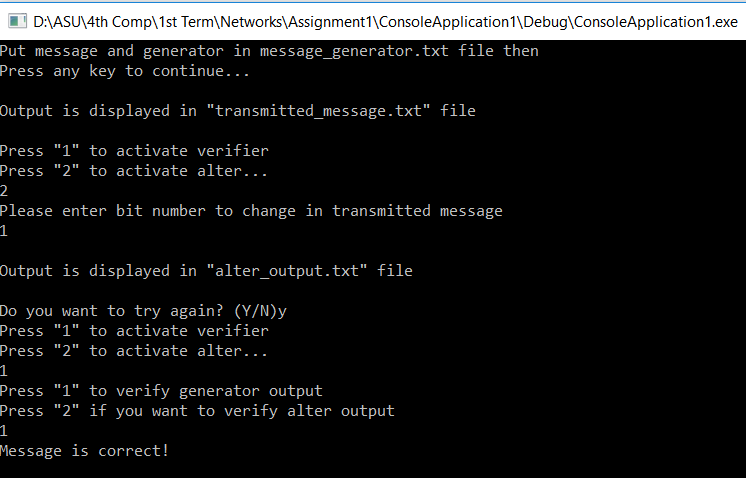 D:\ASU\4th Comp\1st Term\Networks\Assignment1\ConsoleApplication1\Debug\ConsoleApplication1.exe
Put message and generator in message_generator.txt file then
Press any key to continue...
Output is displayed in "transmitted_message.txt" file
Press "1" to activate verifier
Press "2" to activate alter...
2
Please enter bit number to change in transmitted message
1
Output is displayed in "alter_output.txt" file
Do you want to try again? (Y/N)y
Press "1" to activate verifier
Press "2" to activate alter...
1
Press "1" to verify generator output
Press "2" if you want to verify alter output
1
Message is correct!